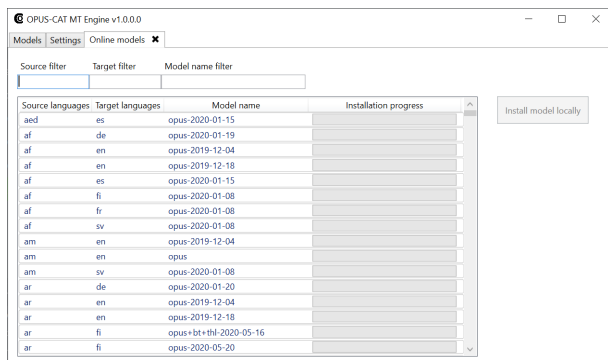 OPUS-CAT MT Engine v1.0.0.0
Models Settings Online models
Source filter Target filter Model name filter
Source languages Target languages Model name Installation progress
Install model locally
aed es opus-2020-01-15
af de opus-2020-01-19
af en opus-2019-12-04
af en opus-2019-12-18
af es opus-2020-01-15
af fi opus-2020-01-08
af fr opus-2020-01-08
af sv opus-2020-01-08
am en opus-2019-12-04
am en opus
am sv opus-2020-01-08
ar de opus-2020-01-20
ar en opus-2019-12-04
ar en opus-2019-12-18
ar fi opus+bt+thl-2020-05-16
ar fi opus-2020-05-20